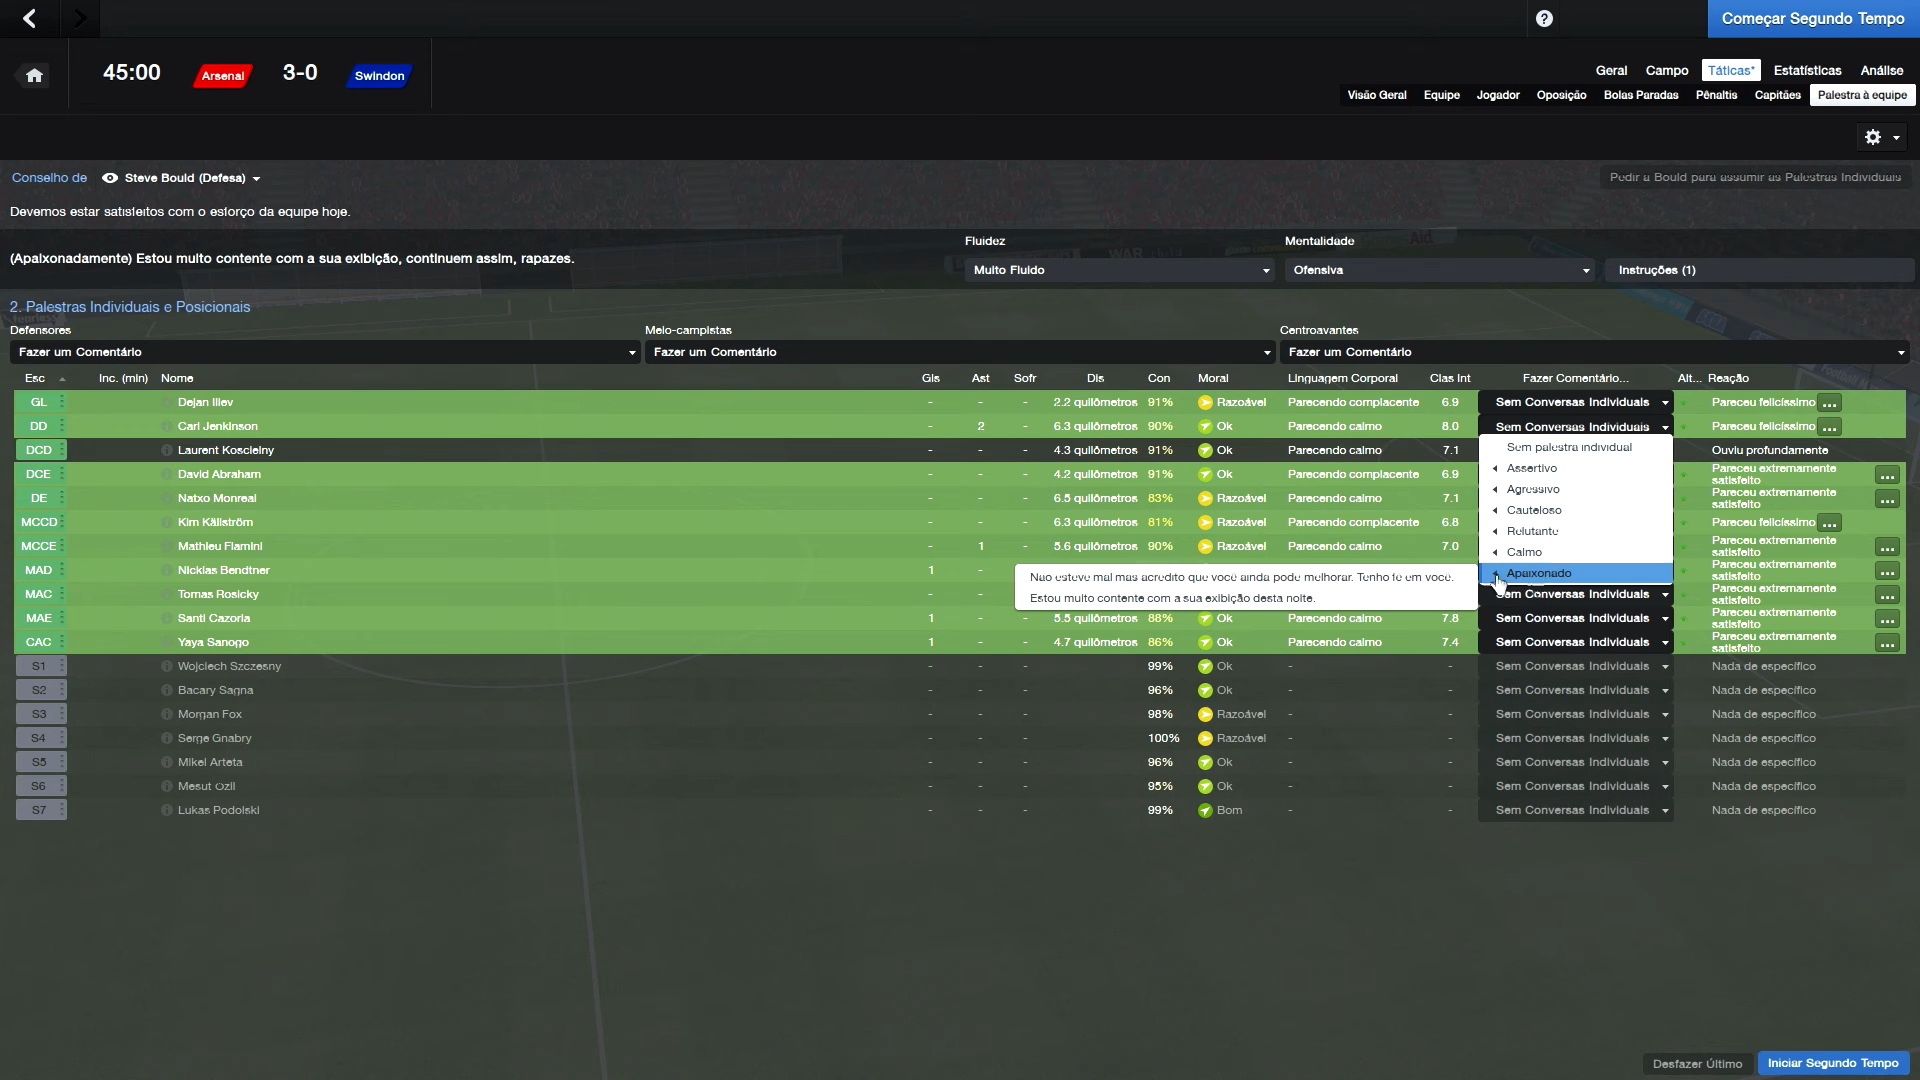 Começar Segundo Tempo
45:00 Arsenal 3-0 Swindon
Geral Campo Táticas* Estatísticas Análise
Visão Geral Equipe Jogador Oposição Bolas Paradas Pênaltis Capitães Palestra à equipe
Conselho de Steve Bould (Defesa) Pedir a Bould para assumir as Palestras Individuais
Devemos estar satisfeitos com o esforço da equipe hoje.
Fluidez Mentalidade
(Apaixonadamente) Estou muito contente com a sua exibição, continuem assim, rapazes. Muito Fluido Ofensiva Instruções (1)
2. Palestras Individuais e Posicionais
Defensores Meio-campistas Centroavantes
Fazer um Comentário Fazer um Comentário Fazer um Comentário
Esc Inc. (min) Nome Gls Ast Sofr Dis Con Moral Linguagem Corporal Clas Int Fazer Comentário... Alt... Reação
GL Dejan Iliev - - - 2.2 quilômetros 91% Razoável Parecendo complacente 6.9 Sem Conversas Individuais Pareceu felicíssimo ...
DD Carl Jenkinson - 2 - 6.3 quilômetros 90% Ok Parecendo calmo 8.0 Sem Conversas Individuais Pareceu felicíssimo ...
DCD Laurent Koscielny - - - 4.3 quilômetros 91% Ok Parecendo calmo 7.1 Ouviu profundamente
DCE David Abraham - - - 4.2 quilômetros 91% Ok Parecendo complacente 6.9 Pareceu extremamente satisfeito ...
DE Natxo Monreal - - - 6.5 quilômetros 83% Razoável Parecendo calmo 7.1 Pareceu extremamente satisfeito ...
MCCD Kim Källström - - - 6.3 quilômetros 81% Razoável Parecendo complacente 6.8 Pareceu felicíssimo ...
MCCE Mathieu Flamini - 1 - 5.6 quilômetros 90% Razoável Parecendo calmo 7.0 Pareceu extremamente satisfeito ...
MAD Nicklas Bendtner 1 - Pareceu extremamente satisfeito ...
MAC Tomas Rosicky - - Sem Conversas Individuais Pareceu extremamente satisfeito ...
MAE Santi Cazorla 1 - - 5.5 quilômetros 88% Ok Parecendo calmo 7.8 Sem Conversas Individuais Pareceu extremamente satisfeito ...
CAC Yaya Sanogo 1 - - 4.7 quilômetros 86% Ok Parecendo calmo 7.4 Sem Conversas Individuais Pareceu extremamente satisfeito ...
S1 Wojciech Szczesny - - - 99% Ok - - Sem Conversas Individuais Nada de específico
S2 Bacary Sagna - - - 96% Ok - - Sem Conversas Individuais Nada de específico
S3 Morgan Fox - - - 98% Razoável - - Sem Conversas Individuais Nada de específico
S4 Serge Gnabry - - - 100% Razoável - - Sem Conversas Individuais Nada de específico
S5 Mikel Arteta - - - 96% Ok - - Sem Conversas Individuais Nada de específico
S6 Mesut Özil - - - 95% Ok - - Sem Conversas Individuais Nada de específico
S7 Lukas Podolski - - - 99% Bom - - Sem Conversas Individuais Nada de específico
Sem palestra individual
Assertivo
Agressivo
Cauteloso
Relutante
Calmo
Apaixonado
Não esteve mal mas acredito que você ainda pode melhorar. Tenho fé em você.
Estou muito contente com a sua exibição desta noite.
Desfazer Último Iniciar Segundo Tempo